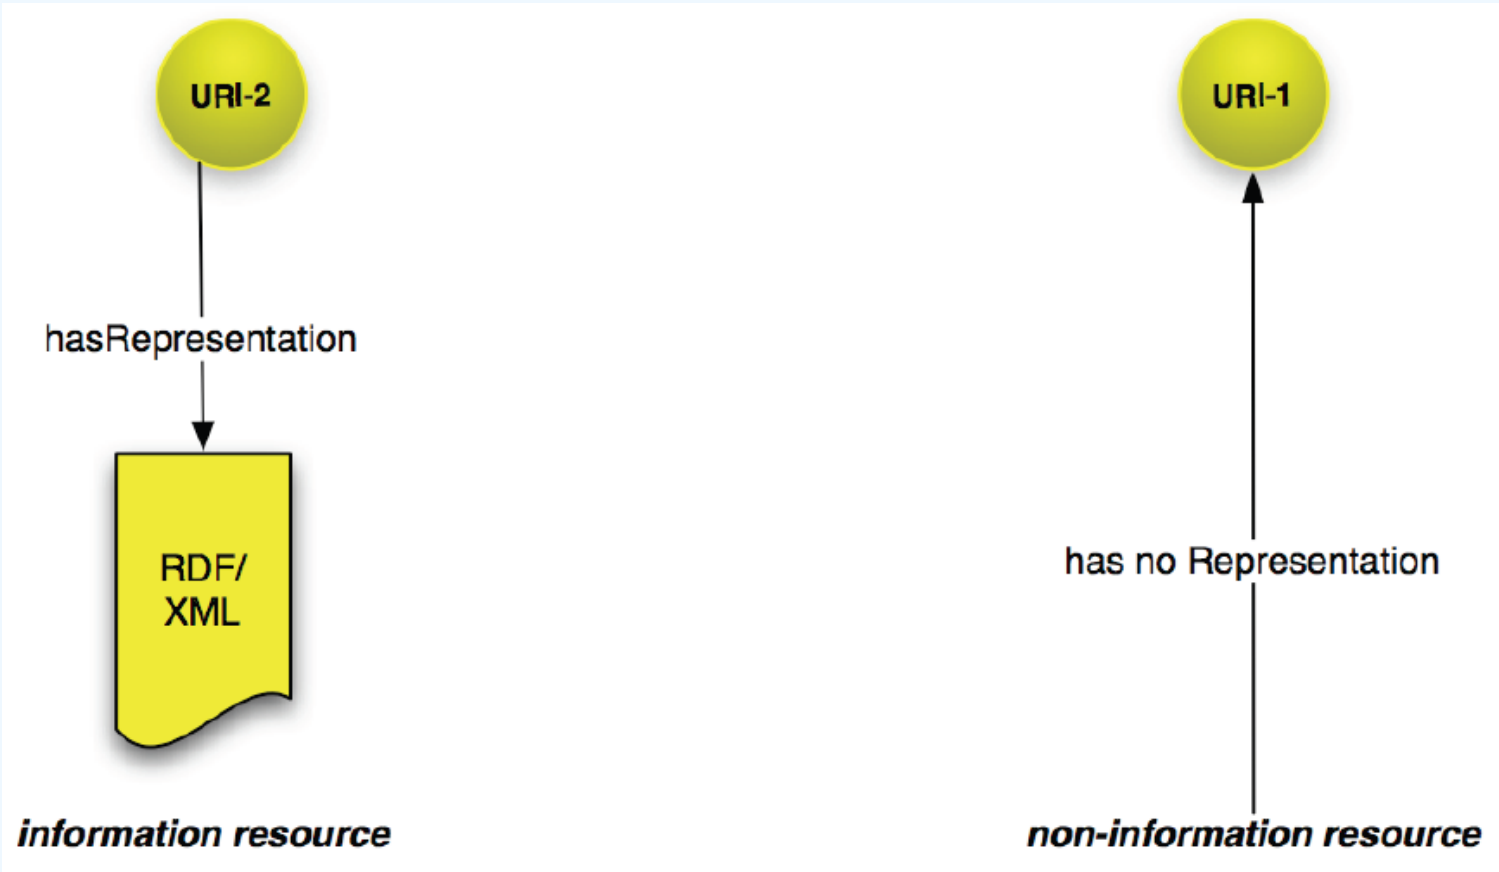 URI-2
URI-1
hasRepresentation
RDF/
XML
has no Representation
information resource
non-information resource